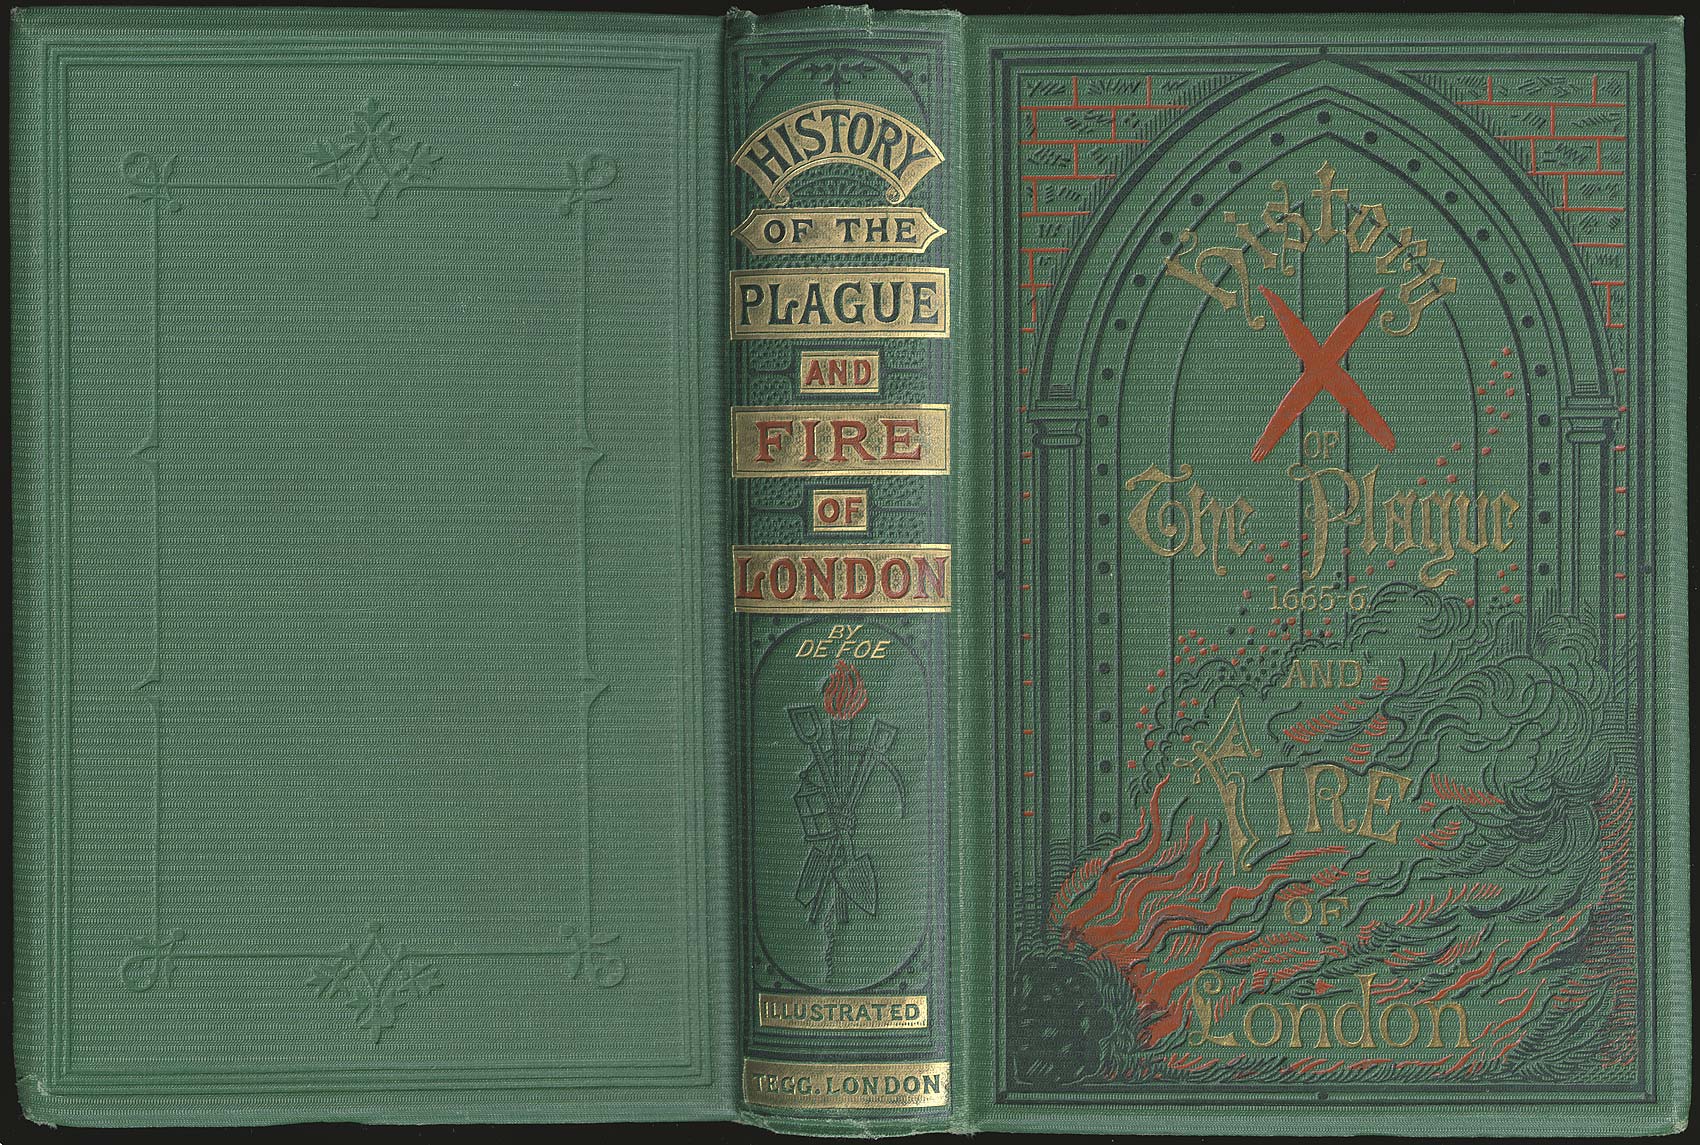 HISTORY
OF THE
PLAGUE
AND
FIRE
OF
LONDON
BY
DE FOE
ILLUSTRATED
TEGG. LONDON
History
OF
The Plague
1665-6.
AND
FIRE
OF
London